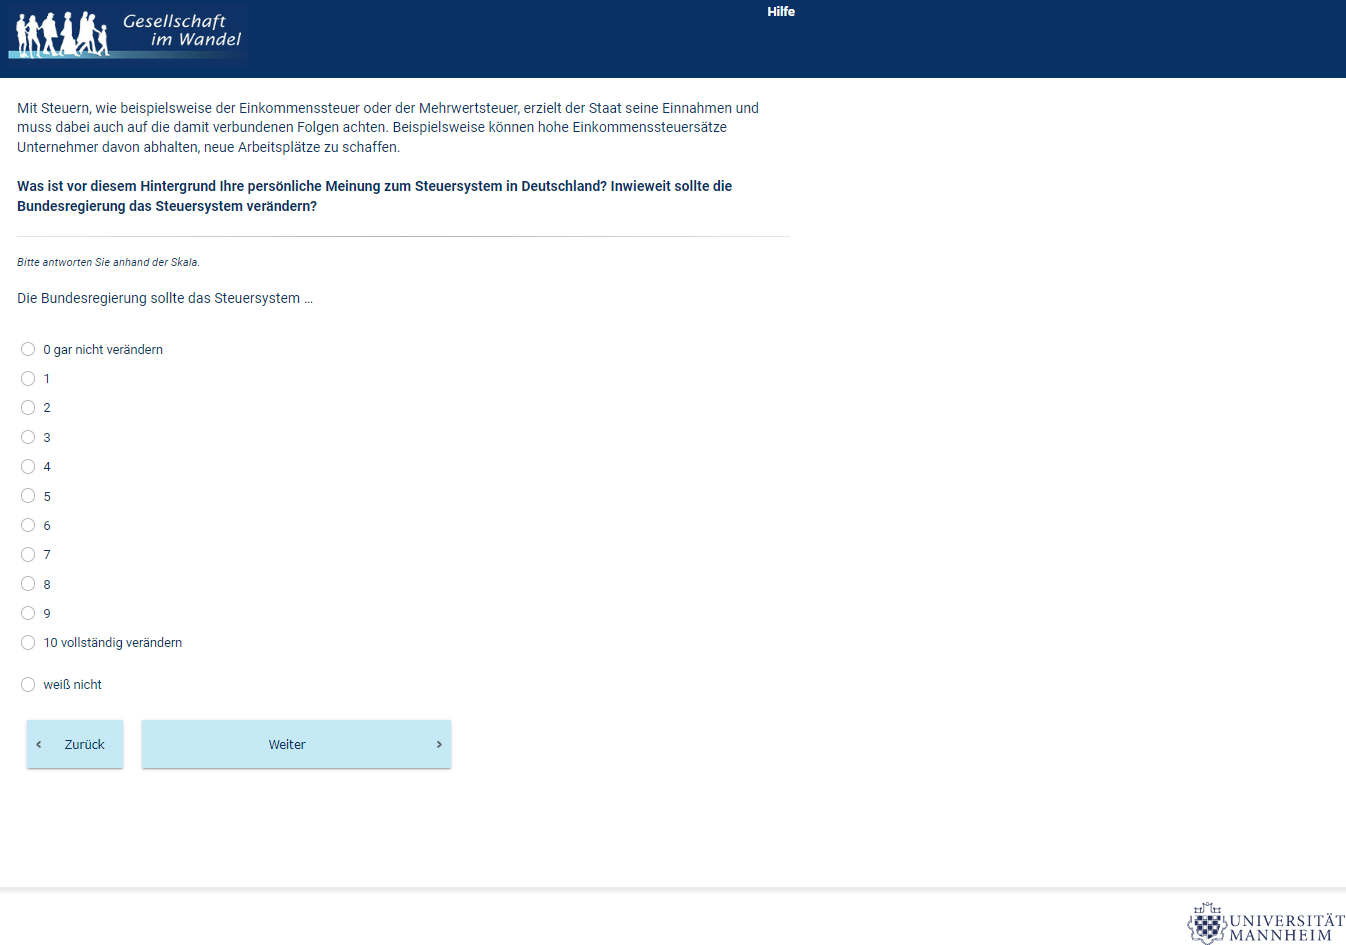 Gesellschaft
im Wandel
Hilfe
Mit Steuern, wie beispielsweise der Einkommenssteuer oder der Mehrwertsteuer, erzielt der Staat seine Einnahmen und
muss dabei auch auf die damit verbundenen Folgen achten. Beispielsweise können hohe Einkommenssteuersätze
Unternehmer davon abhalten, neue Arbeitsplätze zu schaffen.
Was ist vor diesem Hintergrund Ihre persönliche Meinung zum Steuersystem in Deutschland? Inwieweit sollte die
Bundesregierung das Steuersystem verändern?
Bitte antworten Sie anhand der Skala.
Die Bundesregierung sollte das Steuersystem ...
0 gar nicht verändern
1
2
3
4
5
6
7
8
9
10 vollständig verändern
weiß nicht
‹ Zurück
Weiter ›
UNIVERSITÄT
MANNHEIM